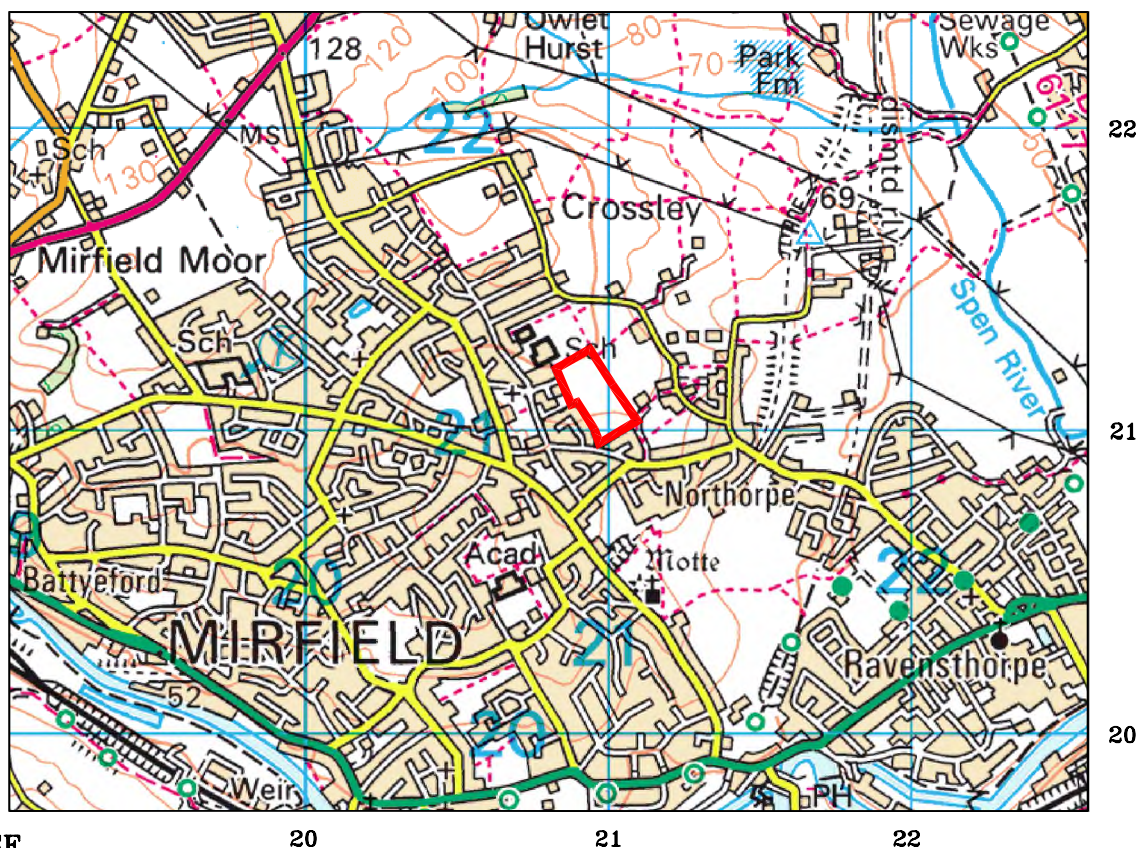 Owlet
Hurst
Sewage
Wks
128
120
80
70
Park
Fm
100
22
dismtd rly
MS
22
Sch
130
50
69
Crossley
Mirfield Moor
Spen River
Sch
Sch
21
21
Northorpe
Acad
Motte
Battyeford
20
22
MIRFIELD
21
Ravensthorpe
52
20
20
Weir
PH
20
21
22